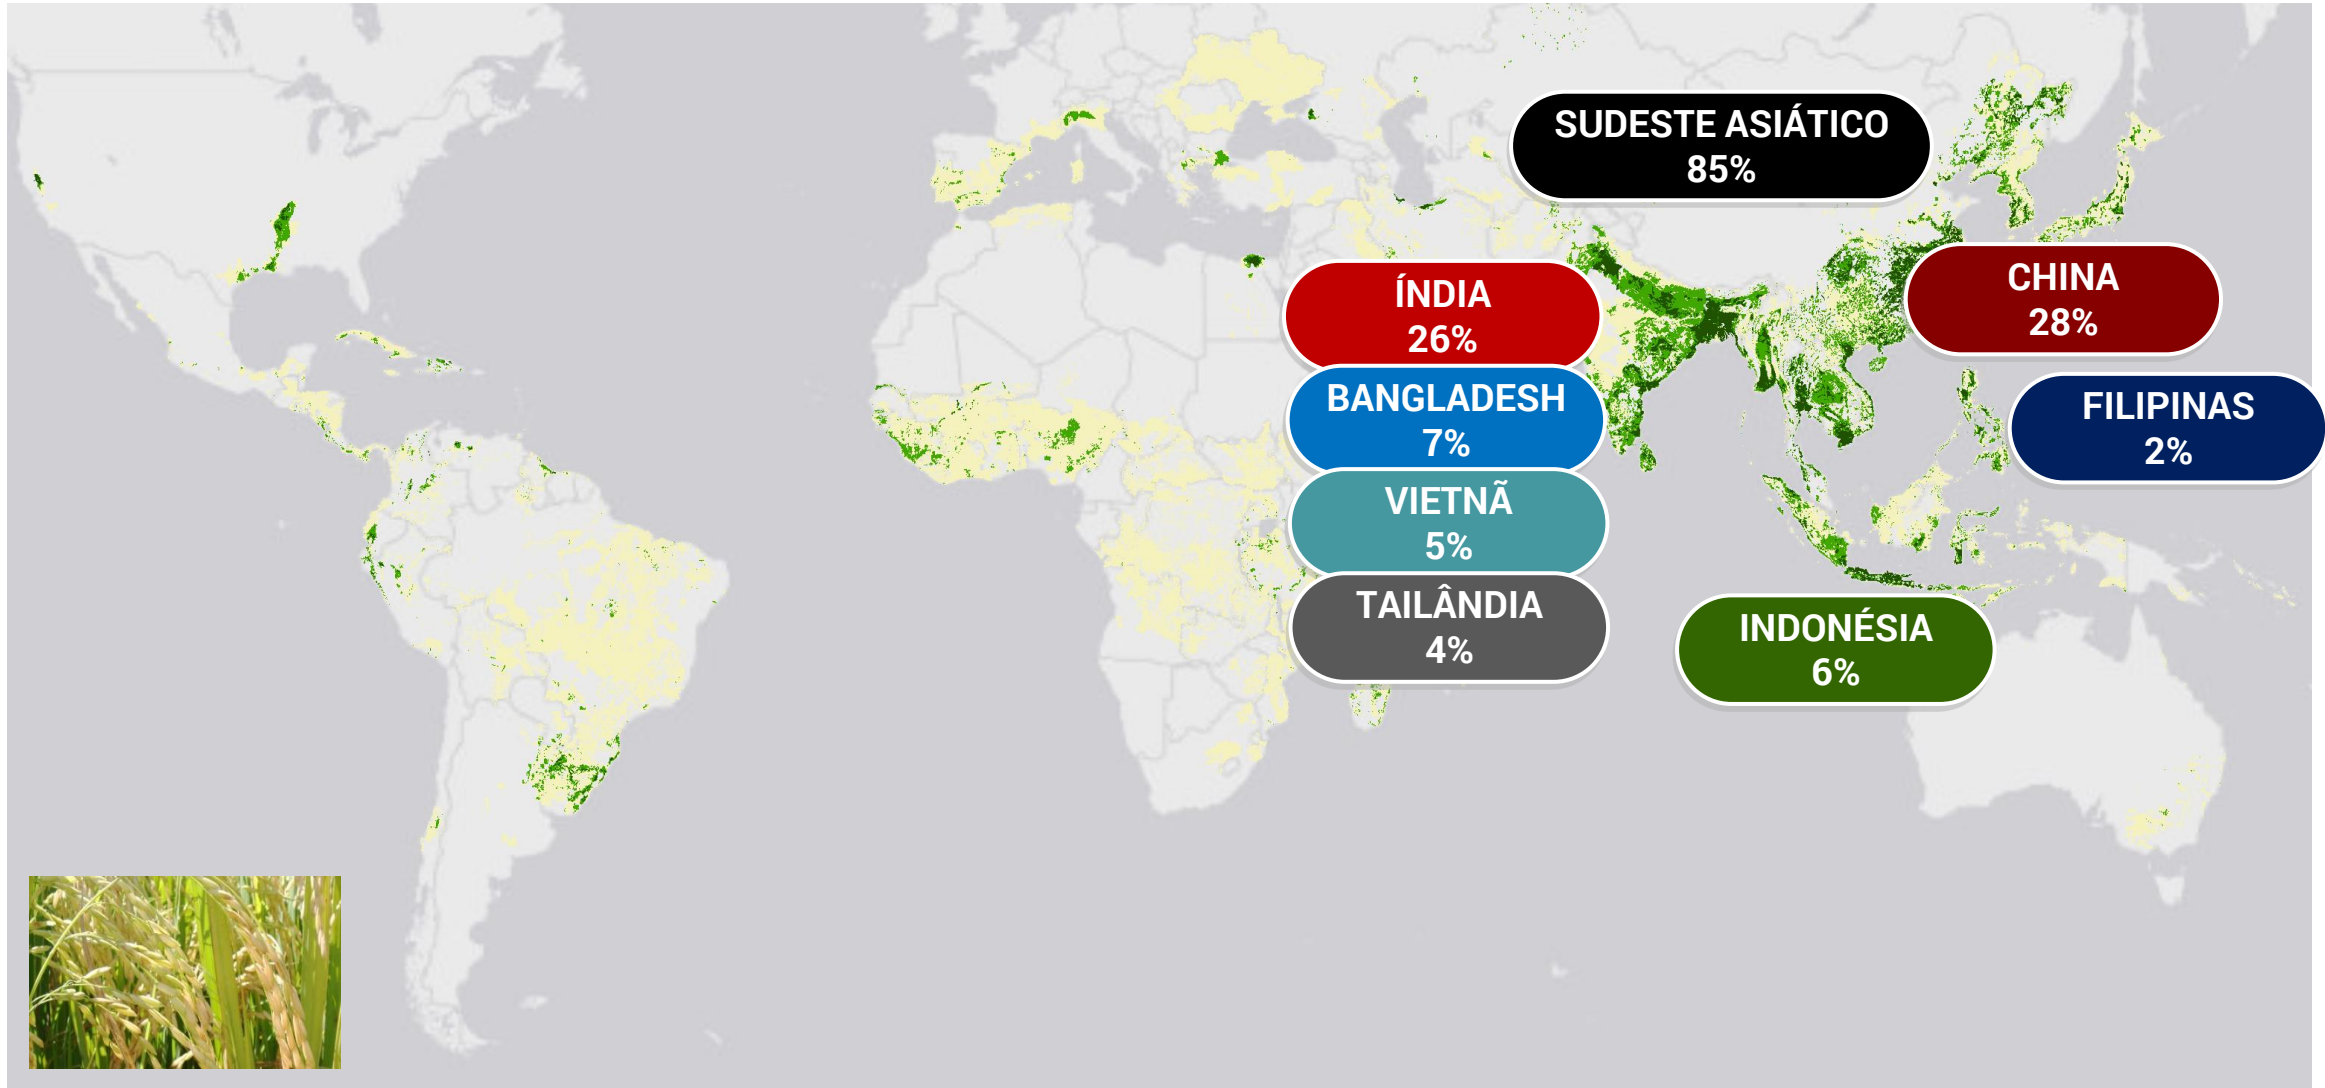 SUDESTE ASIÁTICO
85%
ÍNDIA
26%
CHINA
28%
BANGLADESH
7%
FILIPINAS
2%
VIETNÃ
5%
TAILÂNDIA
4%
INDONÉSIA
6%